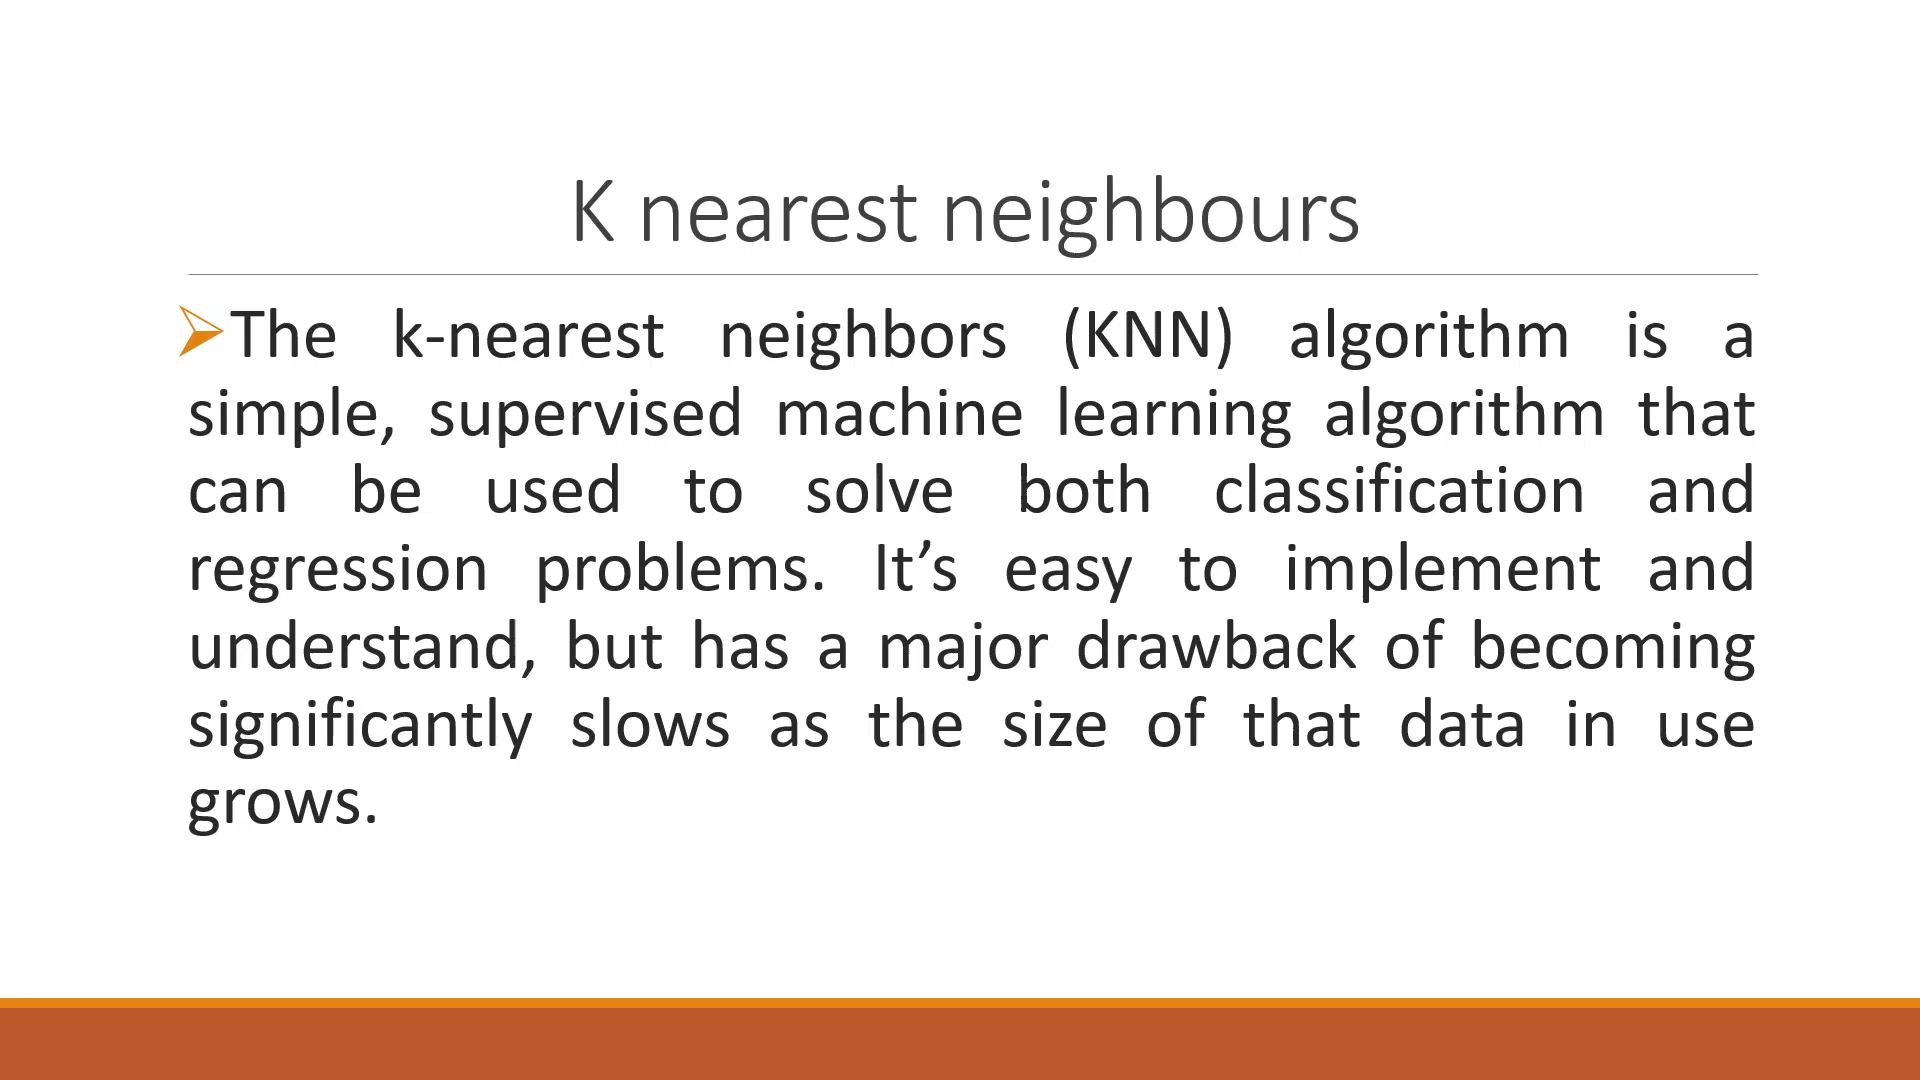 K nearest neighbours
The k-nearest neighbors (KNN) algorithm is a
simple, supervised machine learning algorithm that
can be used to solve both classification and
regression problems. It’s easy to implement and
understand, but has a major drawback of becoming
significantly slows as the size of that data in use
grows.